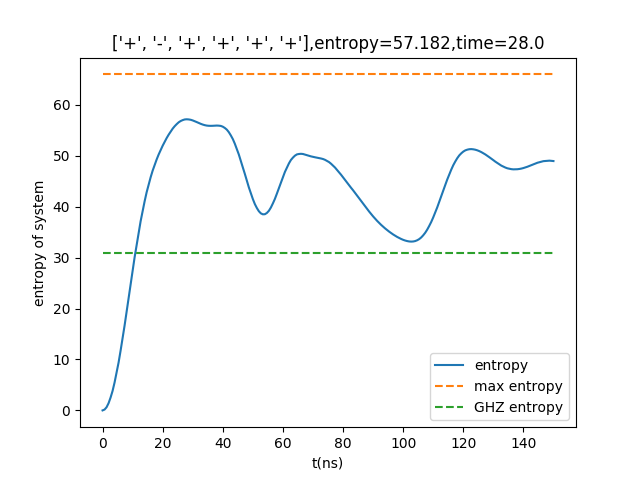 ['+', '-', '+', '+', '+', '+'],entropy=57.182,time=28.0
entropy of system
60
50
40
30
20
10
0
0 20 40 60 80 100 120 140
t(ns)
entropy
max entropy
GHZ entropy